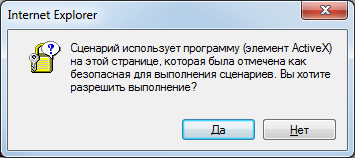 Internet Explorer
Сценарий использует программу (элемент ActiveX)
на этой странице, которая была отмечена как
безопасная для выполнения сценариев. Вы хотите
разрешить выполнение?
Да
Нет